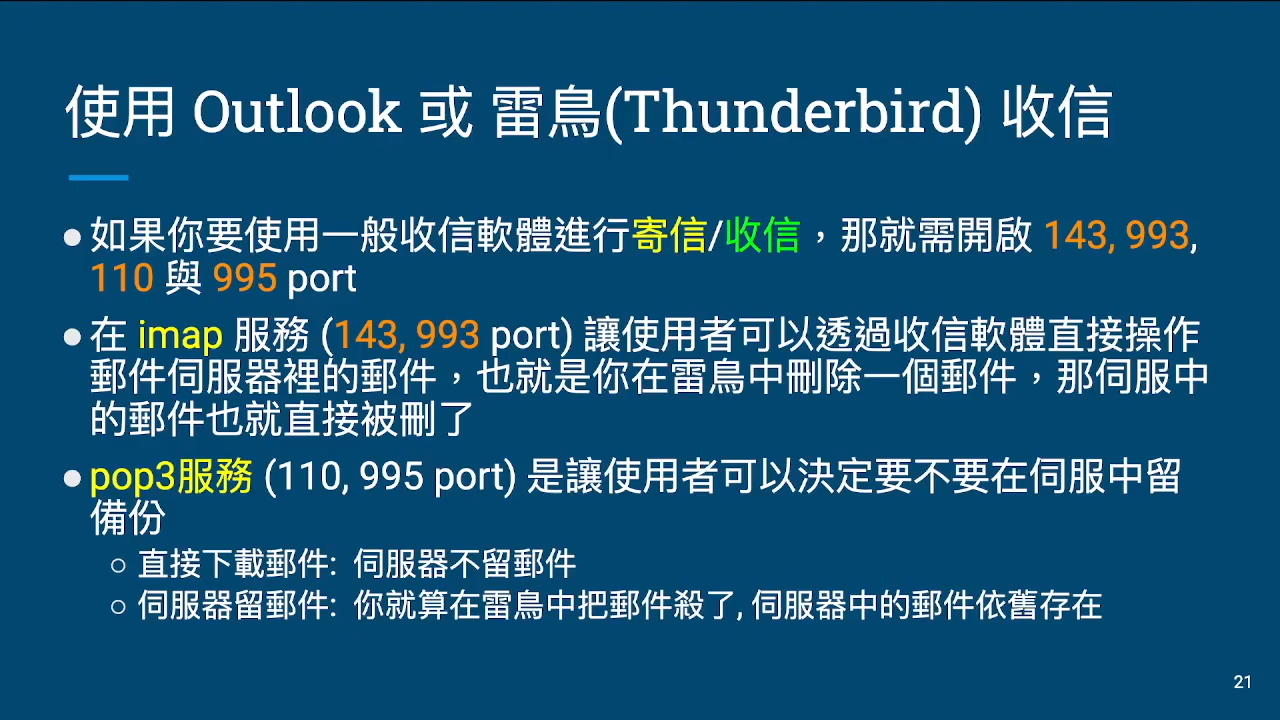 使用 Outlook 或 雷鳥(Thunderbird) 收信
●如果你要使用一般收信軟體進行寄信/收信，那就需開啟 143, 993,
110 與 995 port
●在 imap 服務 (143, 993 port) 讓使用者可以透過收信軟體直接操作
郵件伺服器裡的郵件，也就是你在雷鳥中刪除一個郵件，那伺服中
的郵件也就直接被刪了
●pop3服務 (110, 995 port) 是讓使用者可以決定要不要在伺服中留
備份
○ 直接下載郵件: 伺服器不留郵件
○ 伺服器留郵件: 你就算在雷鳥中把郵件殺了, 伺服器中的郵件依舊存在
21